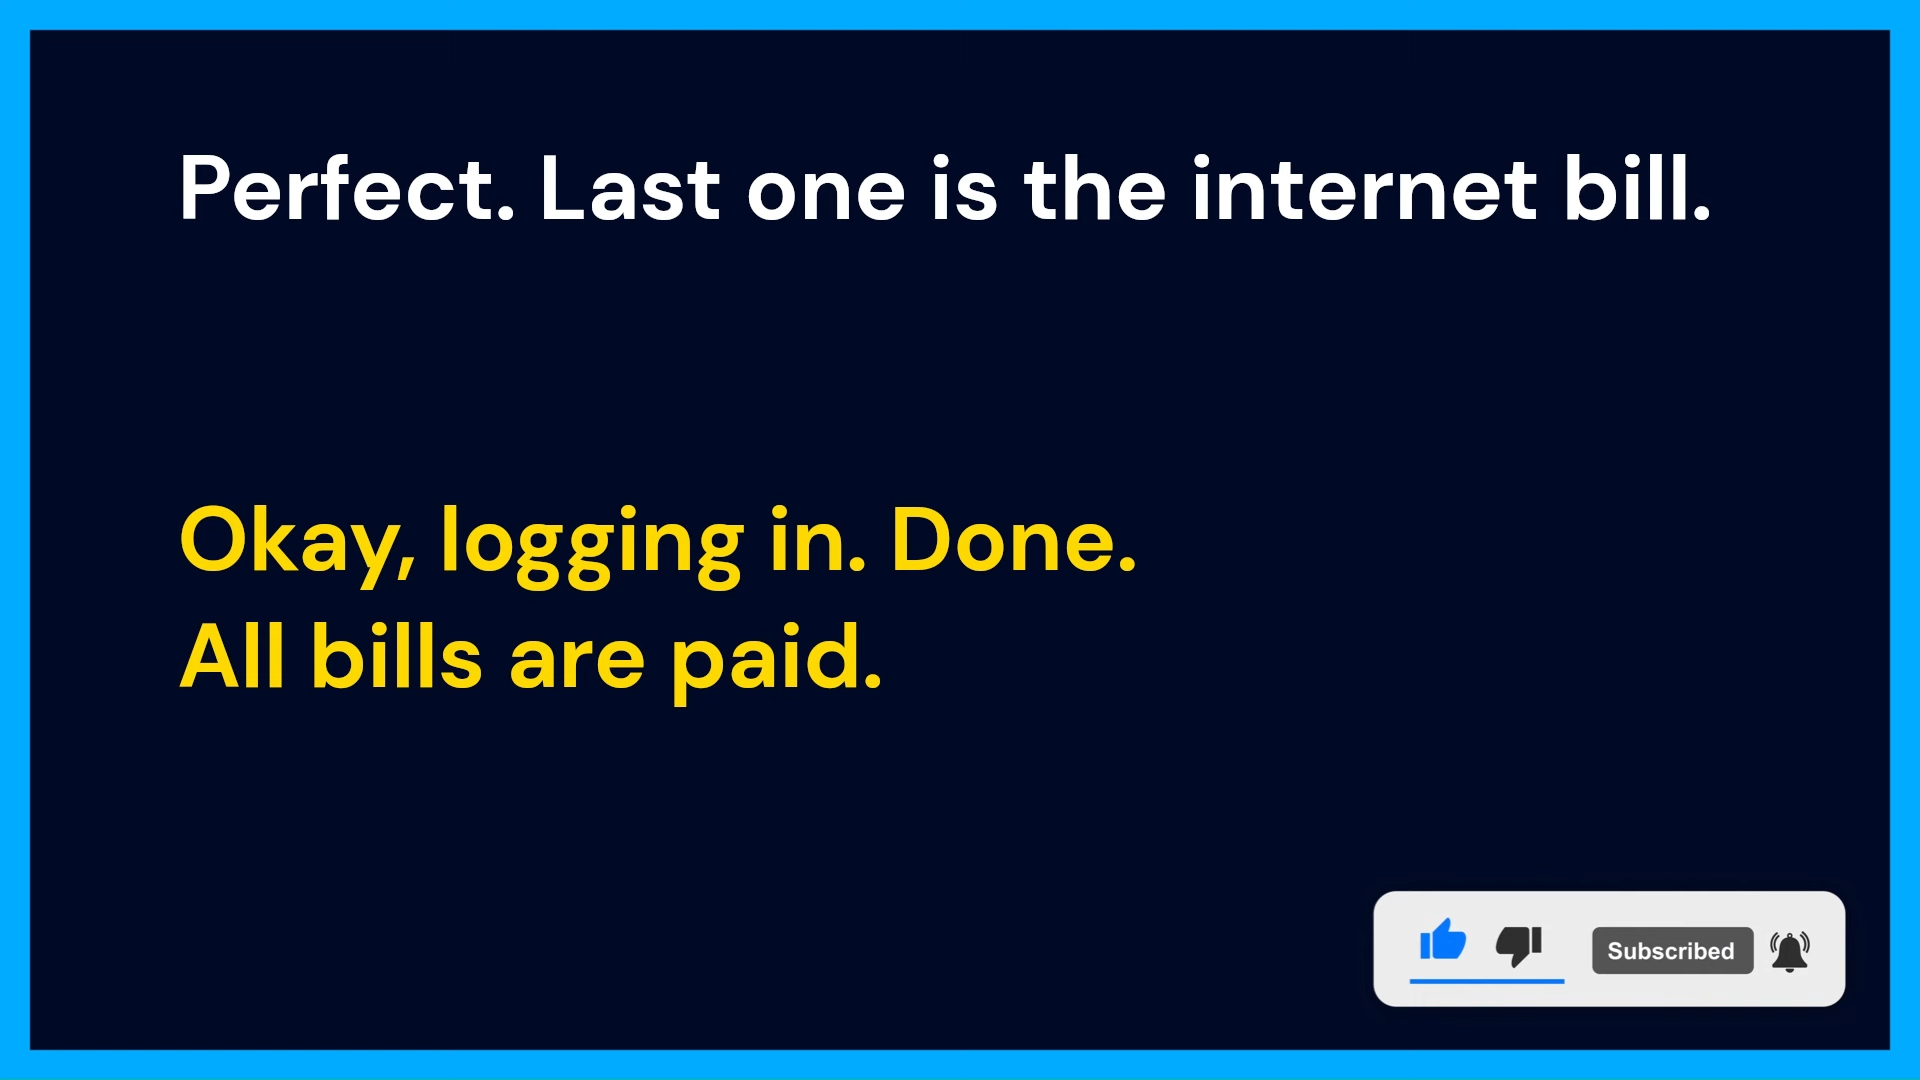 Perfect. Last one is the internet bill.
Okay, logging in. Done.
All bills are paid.
Subscribed